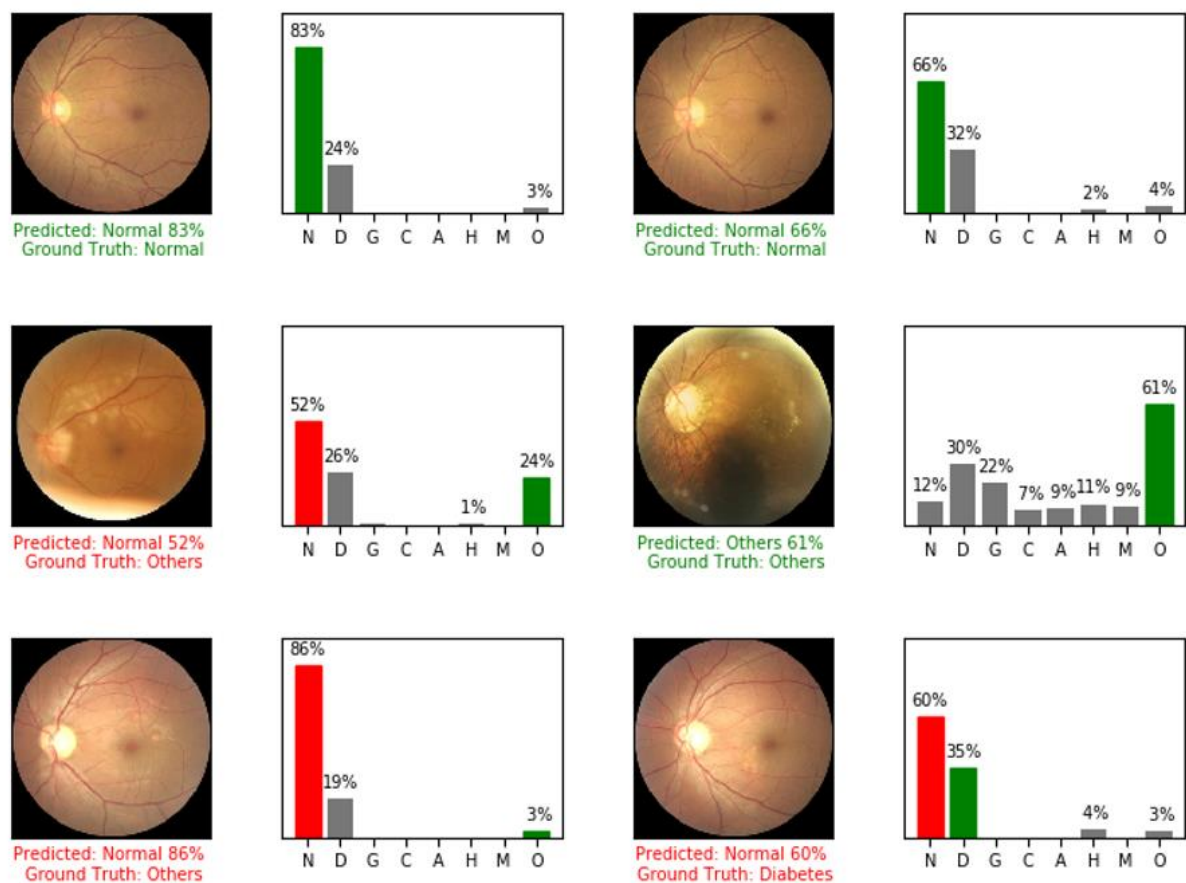 83%
24%
3%
N D G C A H M O
Predicted: Normal 83%
Ground Truth: Normal
66%
32%
2%
4%
N D G C A H M O
Predicted: Normal 66%
Ground Truth: Normal
52%
26%
1%
24%
N D G C A H M O
Predicted: Normal 52%
Ground Truth: Others
12%
30%
22%
7%
9%
11%
9%
61%
N D G C A H M O
Predicted: Others 61%
Ground Truth: Others
86%
19%
3%
N D G C A H M O
Predicted: Normal 86%
Ground Truth: Others
60%
35%
4%
3%
N D G C A H M O
Predicted: Normal 60%
Ground Truth: Diabetes